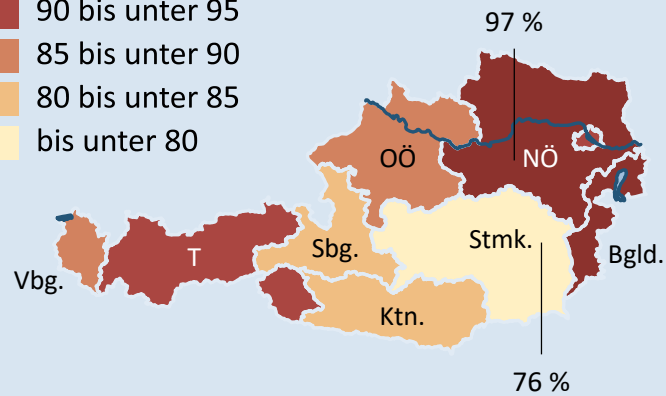 90 bis unter 95
85 bis unter 90
80 bis unter 85
bis unter 80
97 %
OÖ
NÖ
Stmk.
Sbg.
Bgld.
T
Vbg.
Ktn.
76 %